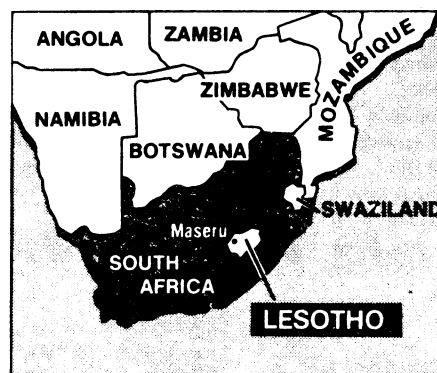 ANGOLA
ZAMBIA
ZIMBABWE
MOZAMBIQUE
NAMIBIA
BOTSWANA
SWAZILAND
Maseru
SOUTH
AFRICA
LESOTHO